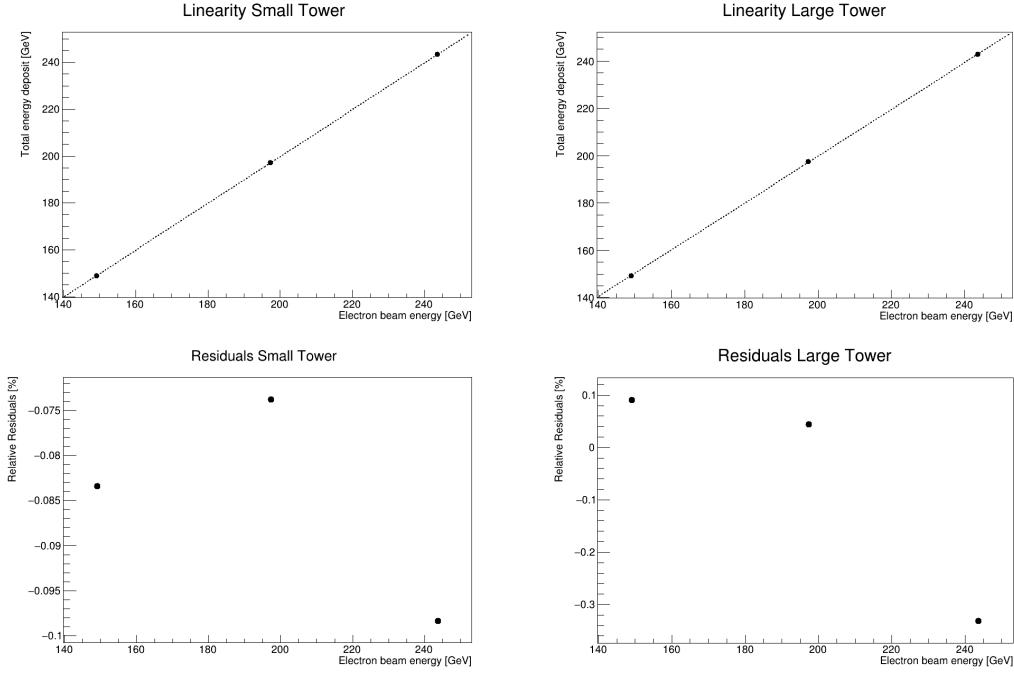 Linearity Small Tower
Total energy deposit [GeV]
240
220
200
180
160
140
140 160 180 200 220 240
Electron beam energy [GeV]
Linearity Large Tower
Total energy deposit [GeV]
240
220
200
180
160
140
140 160 180 200 220 240
Electron beam energy [GeV]
Residuals Small Tower
Relative Residuals [%]
−0.075
−0.08
−0.085
−0.09
−0.095
−0.1
140 160 180 200 220 240
Electron beam energy [GeV]
Residuals Large Tower
Relative Residuals [%]
0.1
0
−0.1
−0.2
−0.3
140 160 180 200 220 240
Electron beam energy [GeV]